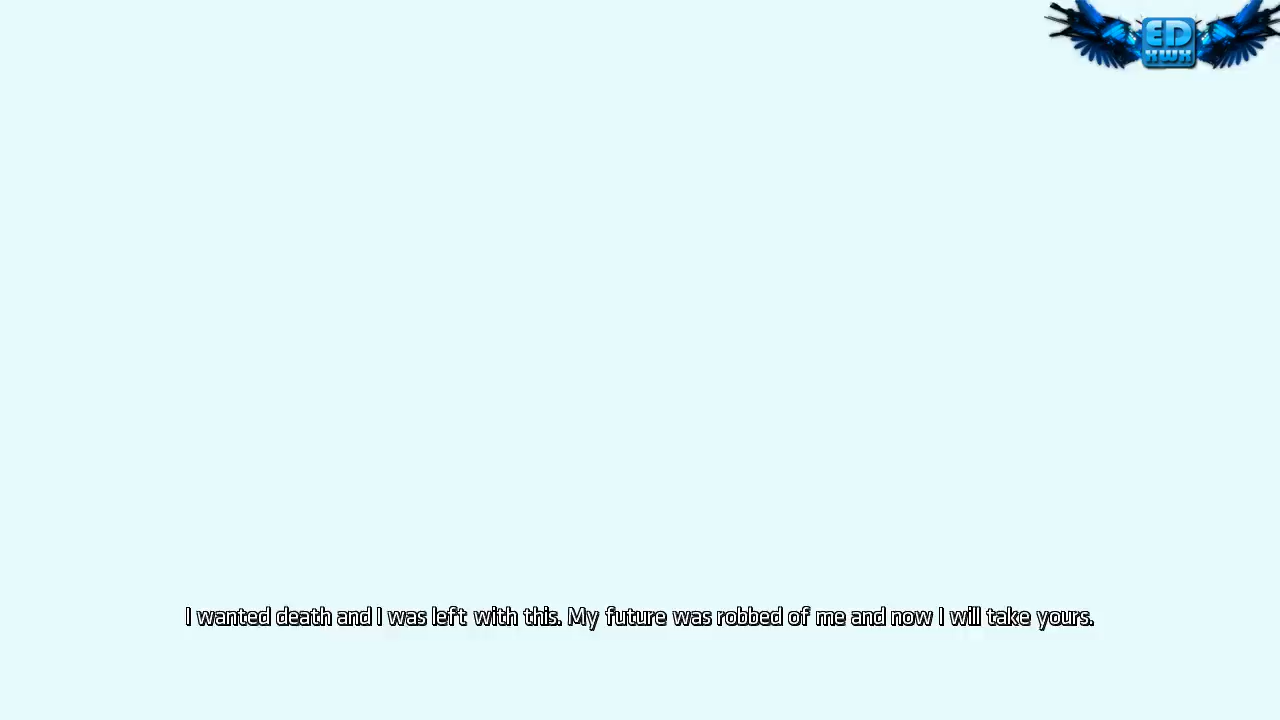 ED
XWX
I wanted death and I was left with this. My future was robbed of me and now I will take yours.